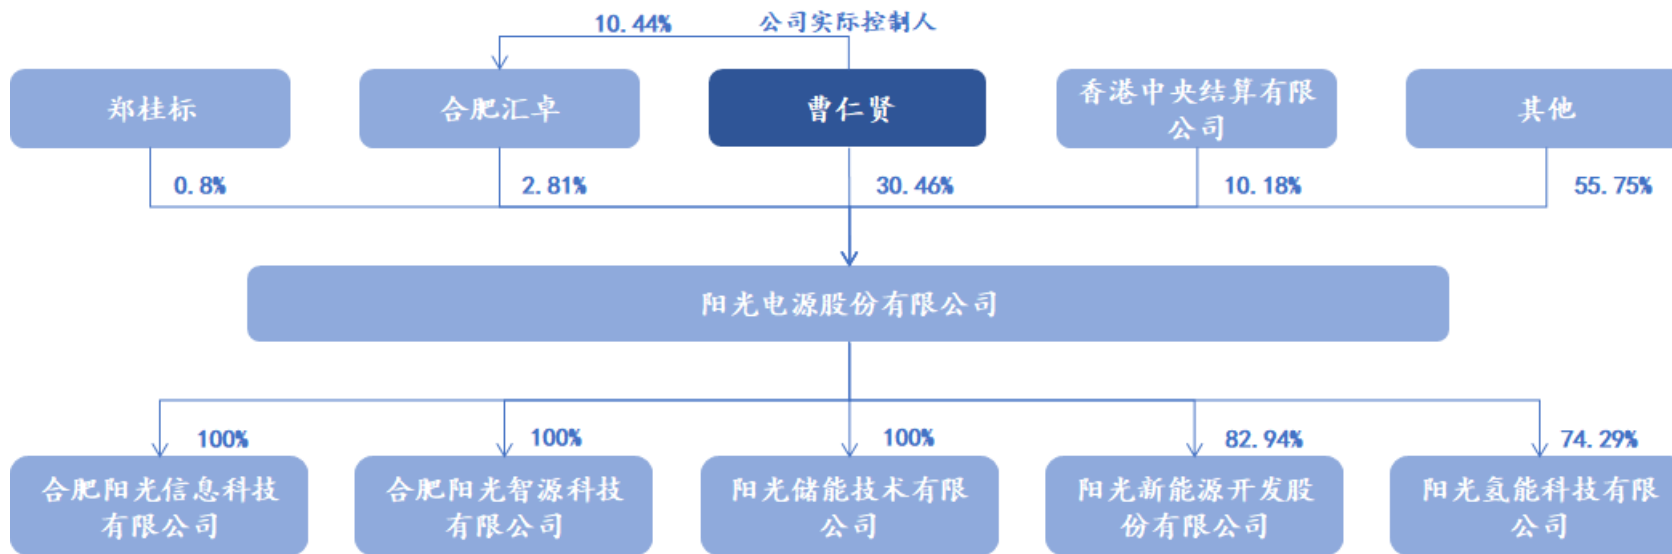 10.44% 公司实际控制人
郑桂标
合肥汇卓
曹仁贤
香港中央结算有限
公司
其他
0.8%
2.81%
30.46%
10.18%
55.75%
阳光电源股份有限公司
100%
100%
100%
82.94%
74.29%
合肥阳光信息科技
有限公司
合肥阳光智源科技
有限公司
阳光储能技术有限
公司
阳光新能源开发股
份有限公司
阳光氢能科技有限
公司